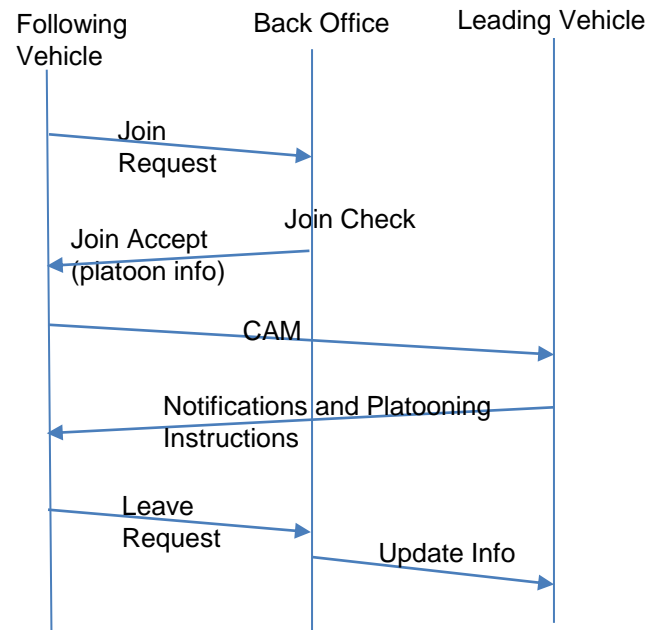 Following
Vehicle
Back Office
Leading Vehicle
Join
Request
Join Check
Join Accept
(platoon info)
CAM
Notifications and Platooning
Instructions
Leave
Request
Update Info